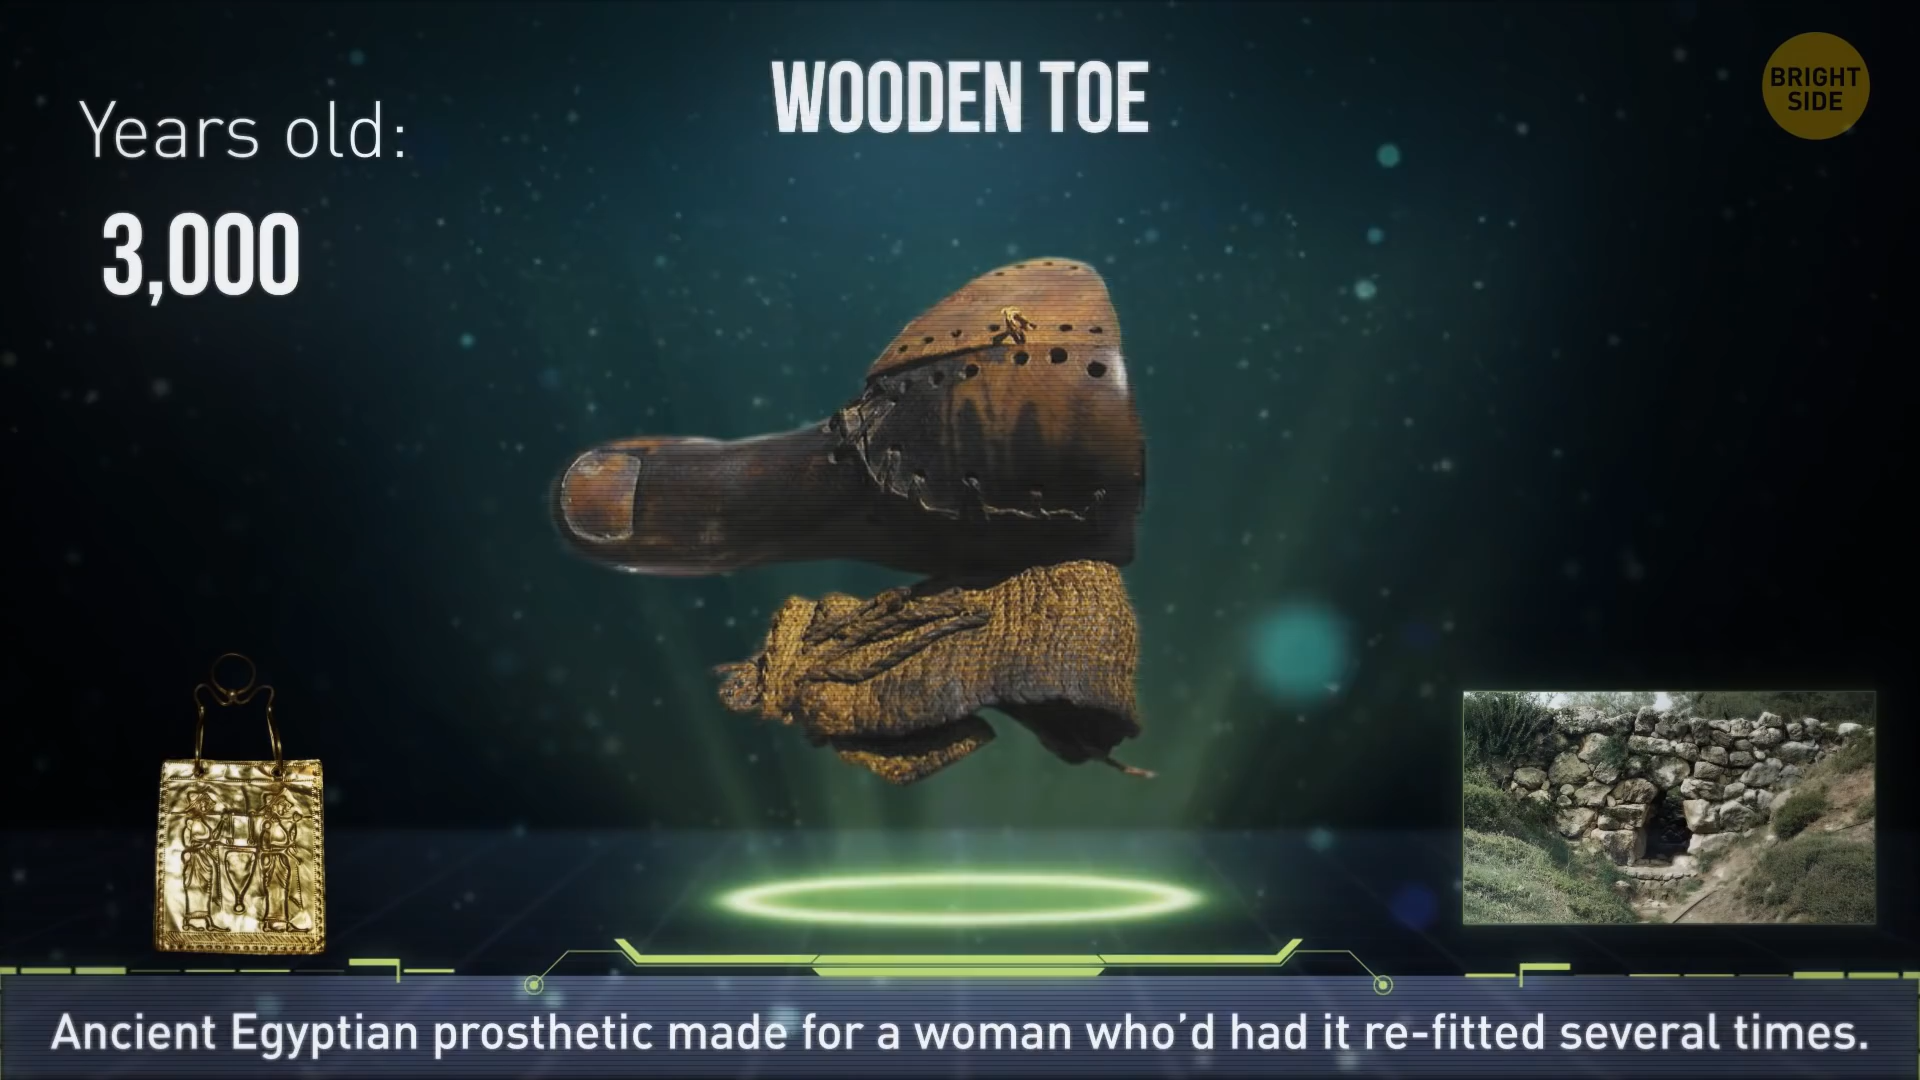 WOODEN TOE
BRIGHT
SIDE
Years old:
3,000
Ancient Egyptian prosthetic made for a woman who'd had it re-fitted several times.